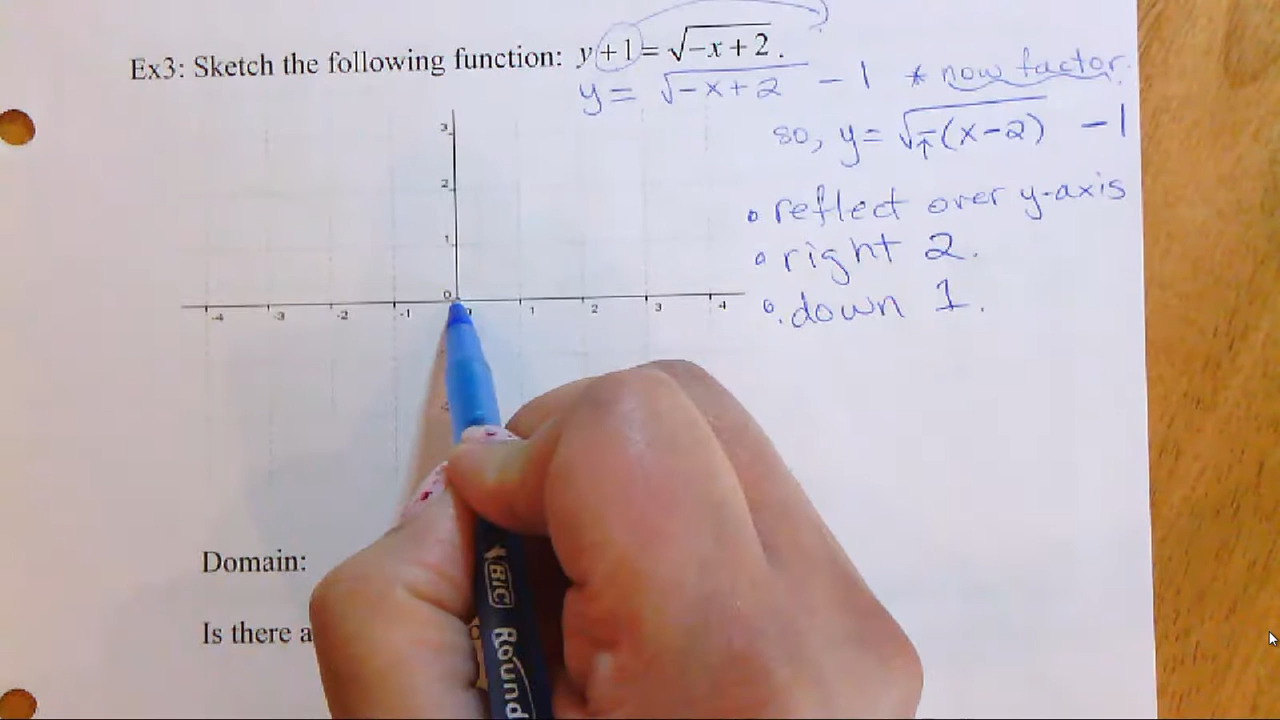 Ex3: Sketch the following function: y + 1 = √-x + 2 .
y = √-x+2 - 1 * now factor.
so, y = √-(x-2) - 1
• reflect over y-axis
• right 2.
• down 1.
3
2
1
0
-4 -3 -2 -1 0 1 2 3 4
Domain:
Is there a
BIC Round